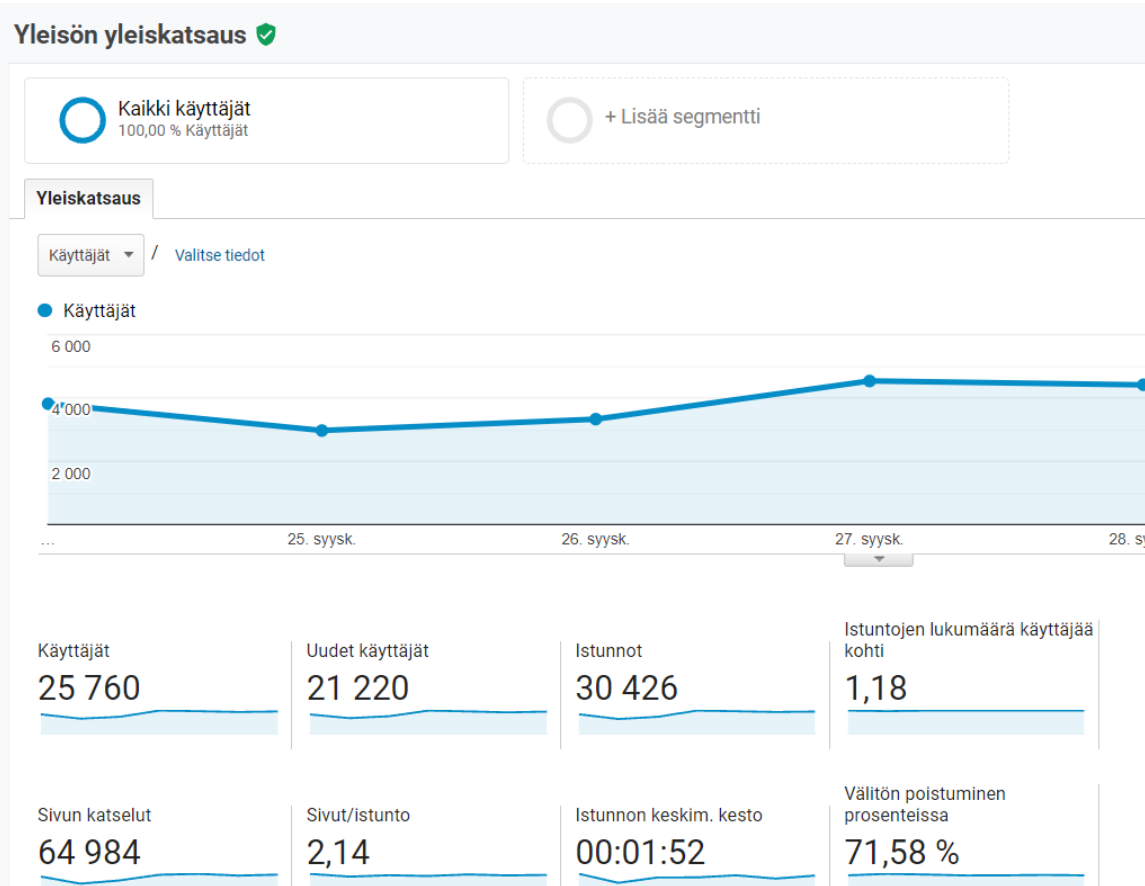 Yleisön yleiskatsaus
Kaikki käyttäjät
100,00 % Käyttäjät
+ Lisää segmentti
Yleiskatsaus
Käyttäjät / Valitse tiedot
Käyttäjät
6 000
4 000
2 000
... 25. syysk. 26. syysk. 27. syysk. 28. sy
Käyttäjät
25 760
Uudet käyttäjät
21 220
Istunnot
30 426
Istuntojen lukumäärä käyttäjää
kohti
1,18
Sivun katselut
64 984
Sivut/istunto
2,14
Istunnon keskim. kesto
00:01:52
Välitön poistuminen
prosenteissa
71,58 %